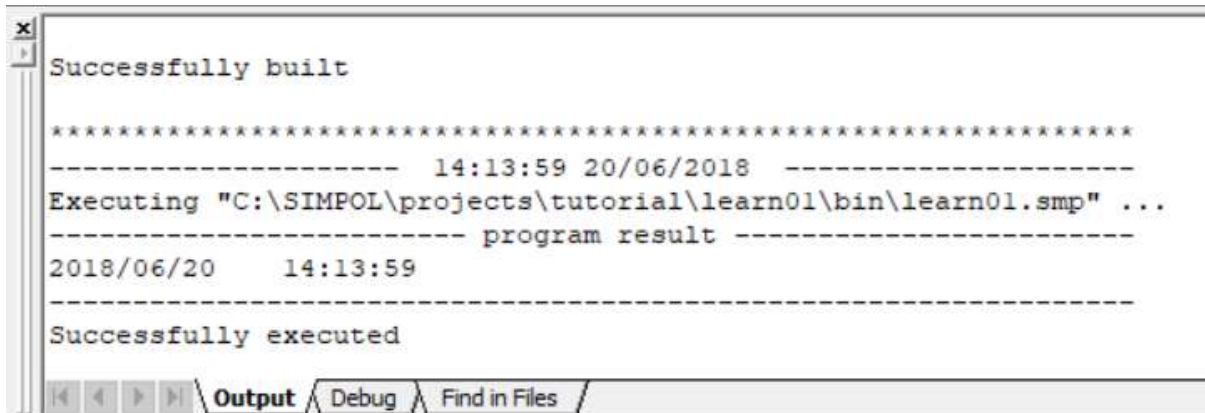 Successfully built
*****************************************************************
--------------------- 14:13:59 20/06/2018 ---------------------
Executing "C:\SIMPOL\projects\tutorial\learn01\bin\learn01.smp" ...
------------------------- program result ------------------------
2018/06/20    14:13:59
-----------------------------------------------------------------
Successfully executed
Output Debug Find in Files